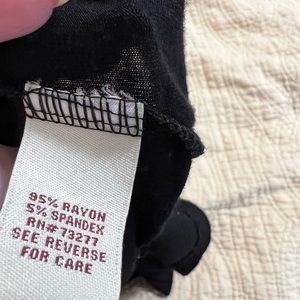 95% RAYON
5% SPANDEX
RN# 73277
SEE REVERSE
FOR CARE